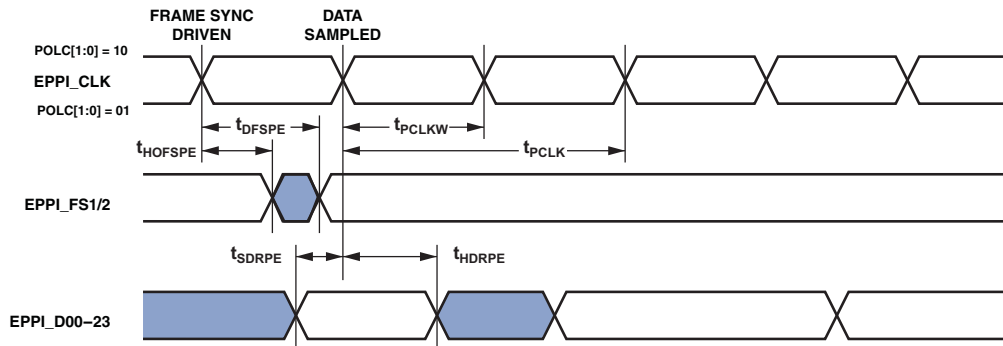 FRAME SYNC
DRIVEN
DATA
SAMPLED
POLC[1:0] = 10
EPPI_CLK
POLC[1:0] = 01
tDFSPE
tPCLKW
tHOFSPE
tPCLK
EPPI_FS1/2
tSDRPE
tHDRPE
EPPI_D00–23